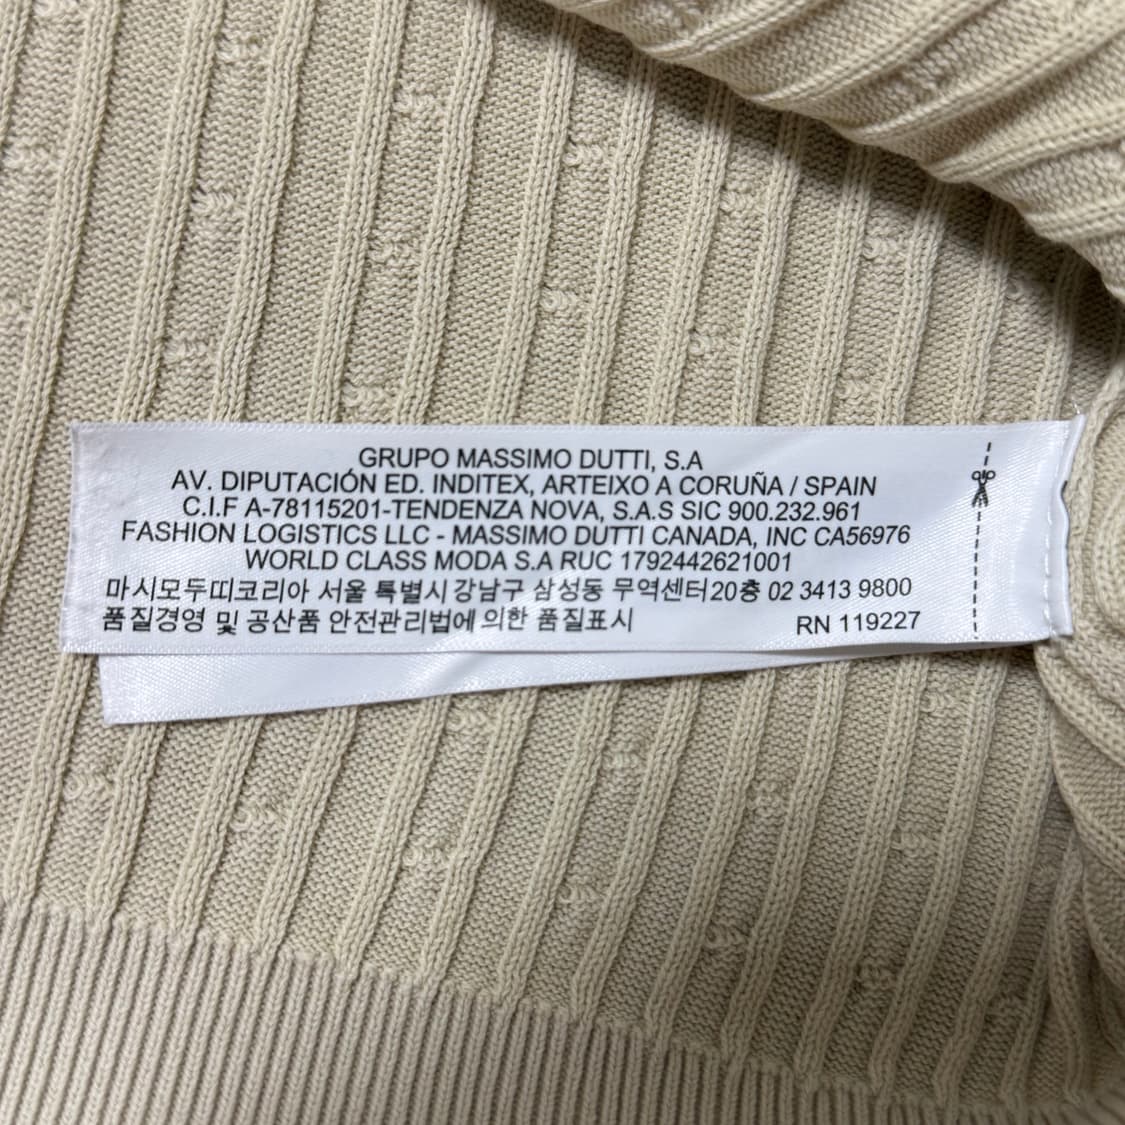 GRUPO MASSIMO DUTTI, S.A
AV. DIPUTACIÓN ED. INDITEX, ARTEIXO A CORUÑA / SPAIN
C.I.F A-78115201-TENDENZA NOVA, S.A.S SIC 900.232.961
FASHION LOGISTICS LLC - MASSIMO DUTTI CANADA, INC CA56976
WORLD CLASS MODA S.A RUC 1792442621001
마시모두띠코리아 서울 특별시 강남구 삼성동 무역센터20층 02 3413 9800
품질경영 및 공산품 안전관리법에 의한 품질표시
RN 119227